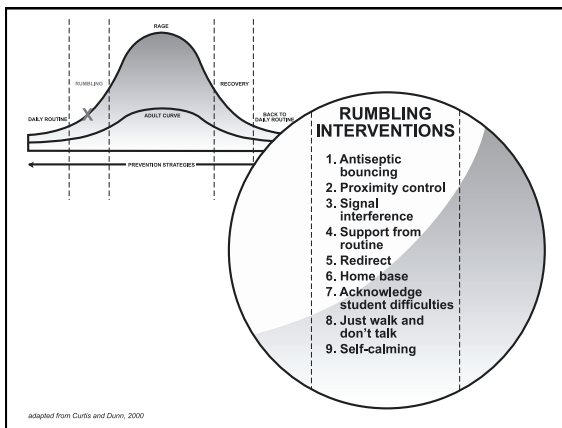 RAGE
RUMBLING
RECOVERY
DAILY ROUTINE
X
ADULT CURVE
BACK TO
DAILY ROUTINE
PREVENTION STRATEGIES
RUMBLING
INTERVENTIONS
1. Antiseptic
bouncing
2. Proximity control
3. Signal
interference
4. Support from
routine
5. Redirect
6. Home base
7. Acknowledge
student difficulties
8. Just walk and
don't talk
9. Self-calming
adapted from Curtis and Dunn, 2000